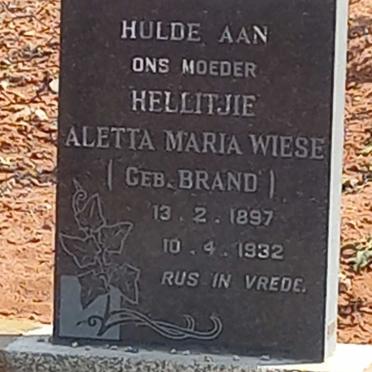 HULDE AAN
ONS MOEDER
HELLITJIE
ALETTA MARIA WIESE
(GEB. BRAND)
13.2.1897
10.4.1932
RUS IN VREDE.